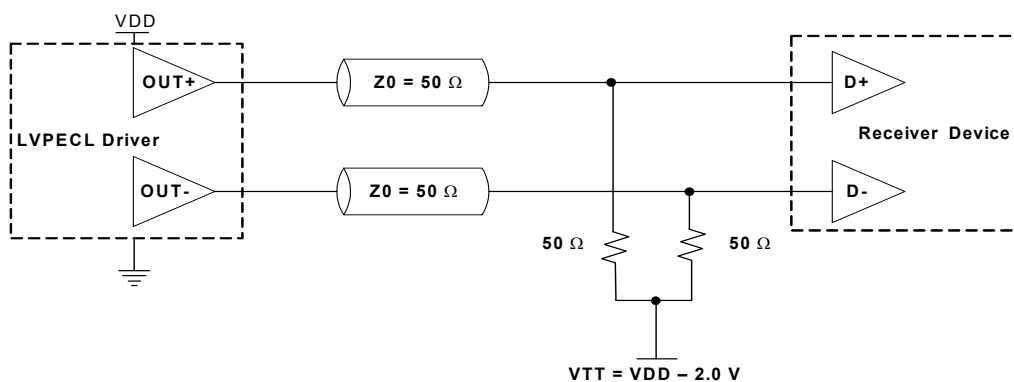 VDD
OUT+
Z0 = 50 Ω
D+
LVPECL Driver
Receiver Device
OUT-
Z0 = 50 Ω
D-
50 Ω
50 Ω
VTT = VDD – 2.0 V